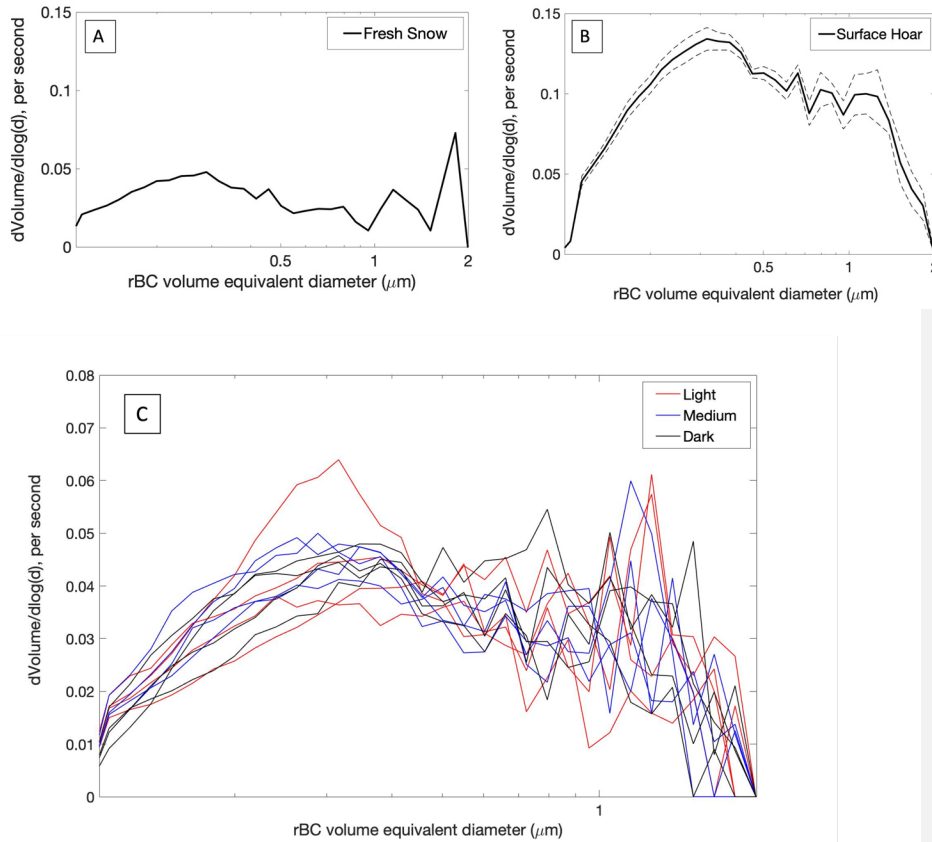 A
Fresh Snow
dVolume/dlog(d), per second
0.15
0.1
0.05
0
0.5
1
2
rBC volume equivalent diameter (μm)
B
Surface Hoar
dVolume/dlog(d), per second
0.15
0.1
0.05
0
0.5
1
2
rBC volume equivalent diameter (μm)
C
Light
Medium
Dark
dVolume/dlog(d), per second
0.08
0.07
0.06
0.05
0.04
0.03
0.02
0.01
0
1
rBC volume equivalent diameter (μm)